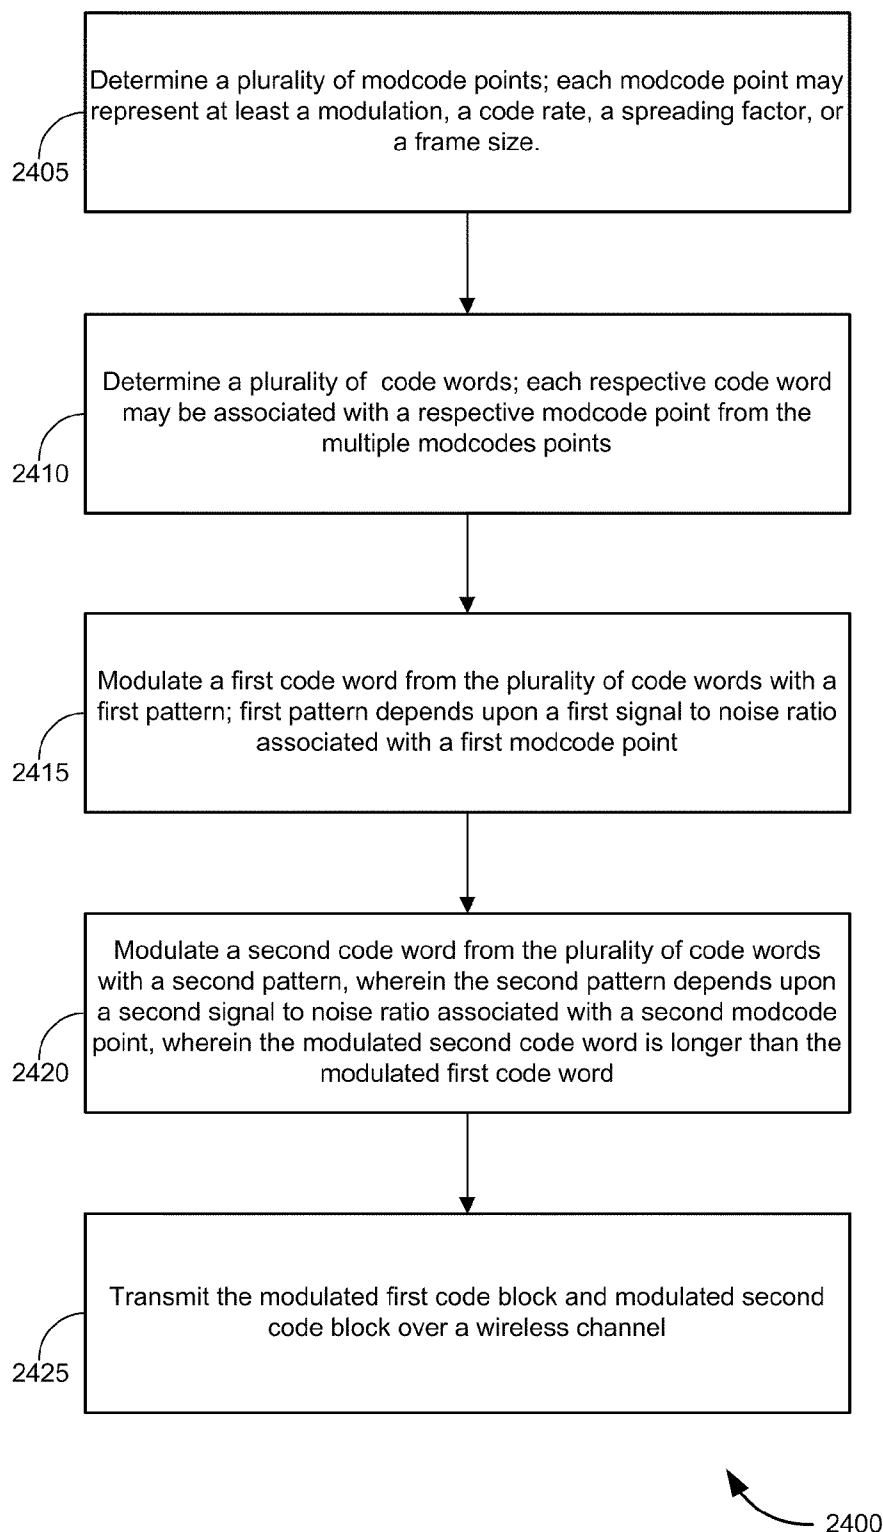 Determine a plurality of modcode points; each modcode point may
represent at least a modulation, a code rate, a spreading factor, or
a frame size.
2405
Determine a plurality of code words; each respective code word
may be associated with a respective modcode point from the
multiple modcodes points
2410
Modulate a first code word from the plurality of code words with a
first pattern; first pattern depends upon a first signal to noise ratio
associated with a first modcode point
2415
Modulate a second code word from the plurality of code words
with a second pattern, wherein the second pattern depends upon
a second signal to noise ratio associated with a second modcode
point, wherein the modulated second code word is longer than the
modulated first code word
2420
Transmit the modulated first code block and modulated second
code block over a wireless channel
2425
2400